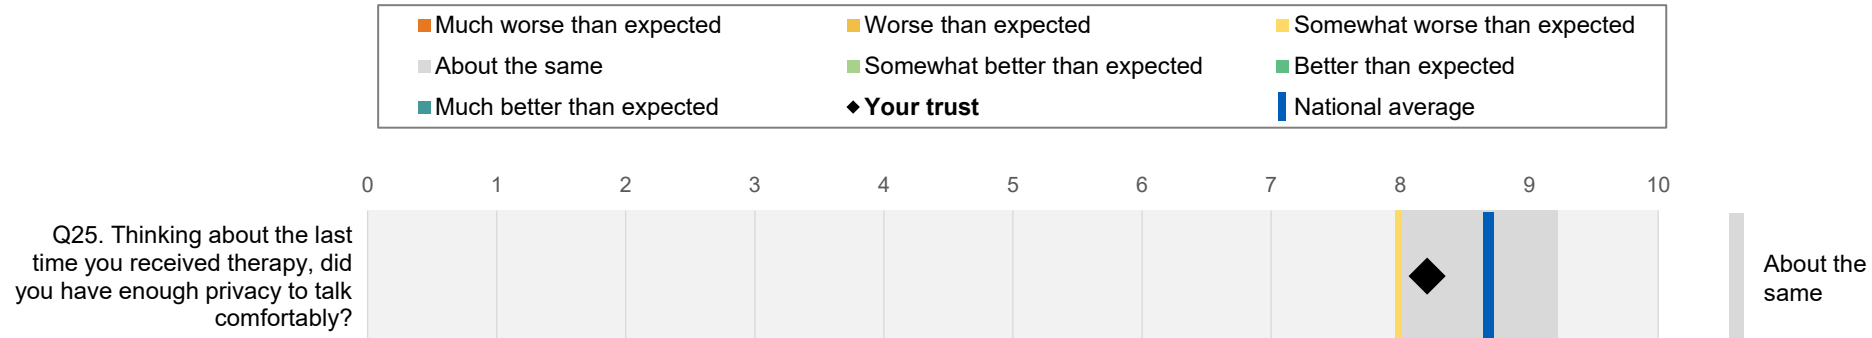 Much worse than expected
Worse than expected
Somewhat worse than expected
About the same
Somewhat better than expected
Better than expected
Much better than expected
Your trust
National average
0 1 2 3 4 5 6 7 8 9 10
Q25. Thinking about the last
time you received therapy, did
you have enough privacy to talk
comfortably?
About the
same